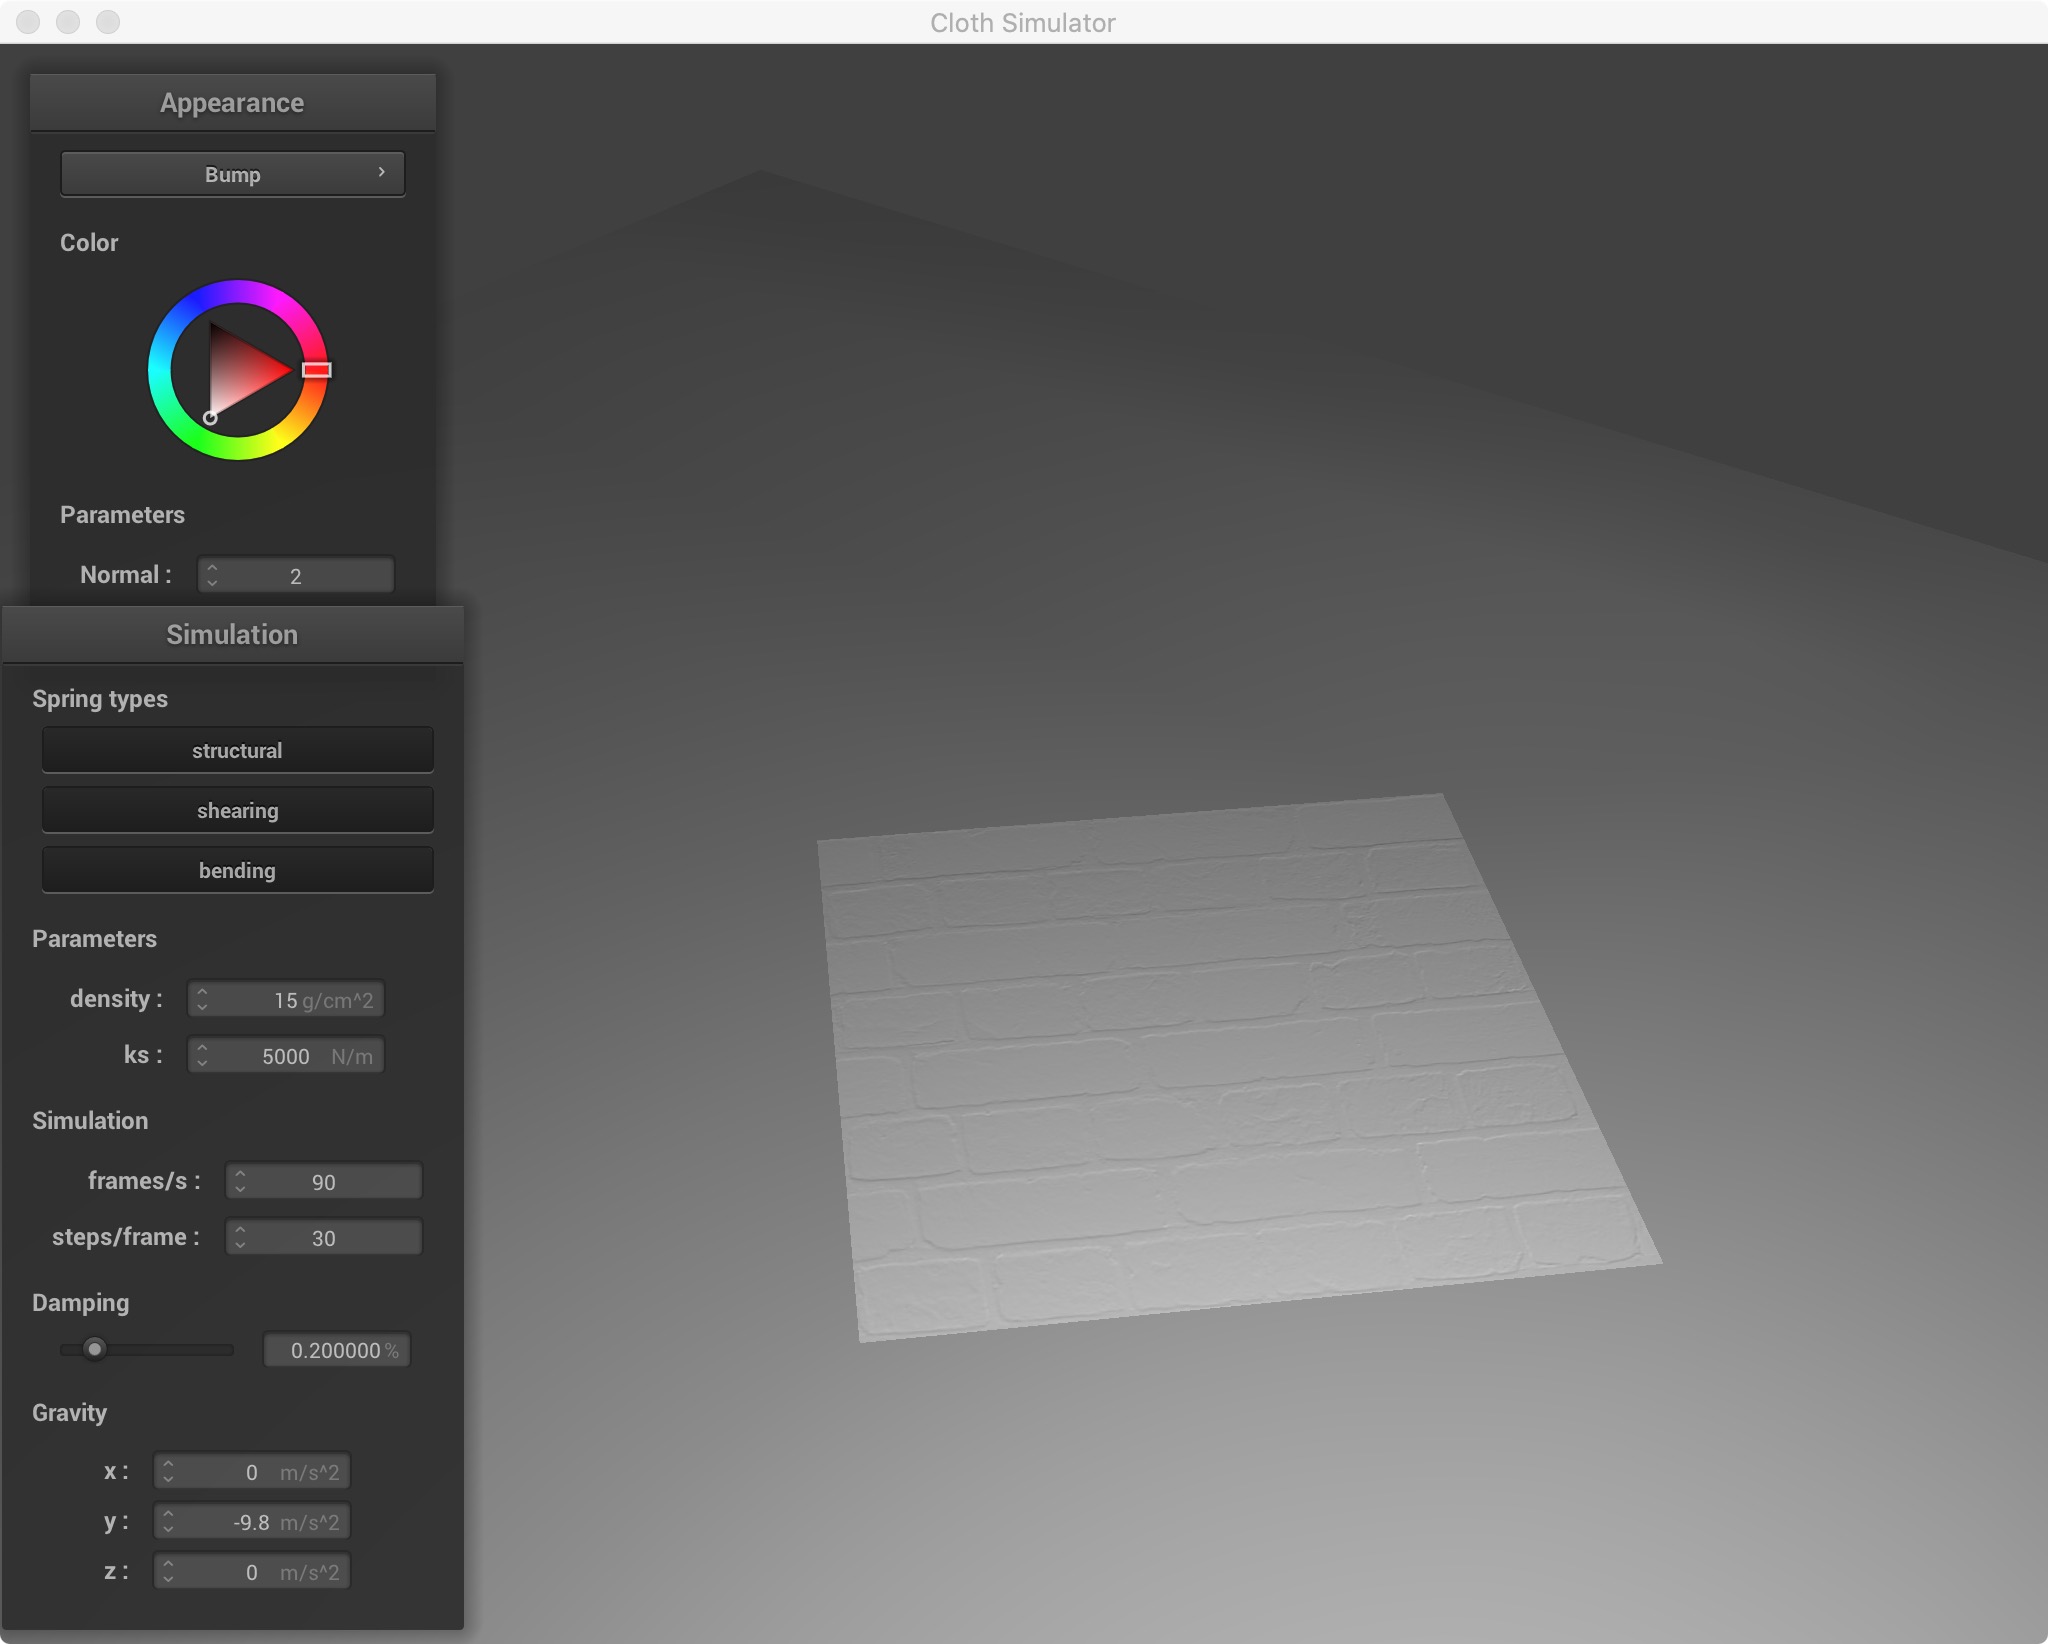 Cloth Simulator
Appearance
Bump
Color
Parameters
Normal : 2
Simulation
Spring types
structural
shearing
bending
Parameters
density : 15 g/cm^2
ks : 5000 N/m
Simulation
frames/s : 90
steps/frame : 30
Damping
0.200000 %
Gravity
x : 0 m/s^2
y : -9.8 m/s^2
z : 0 m/s^2